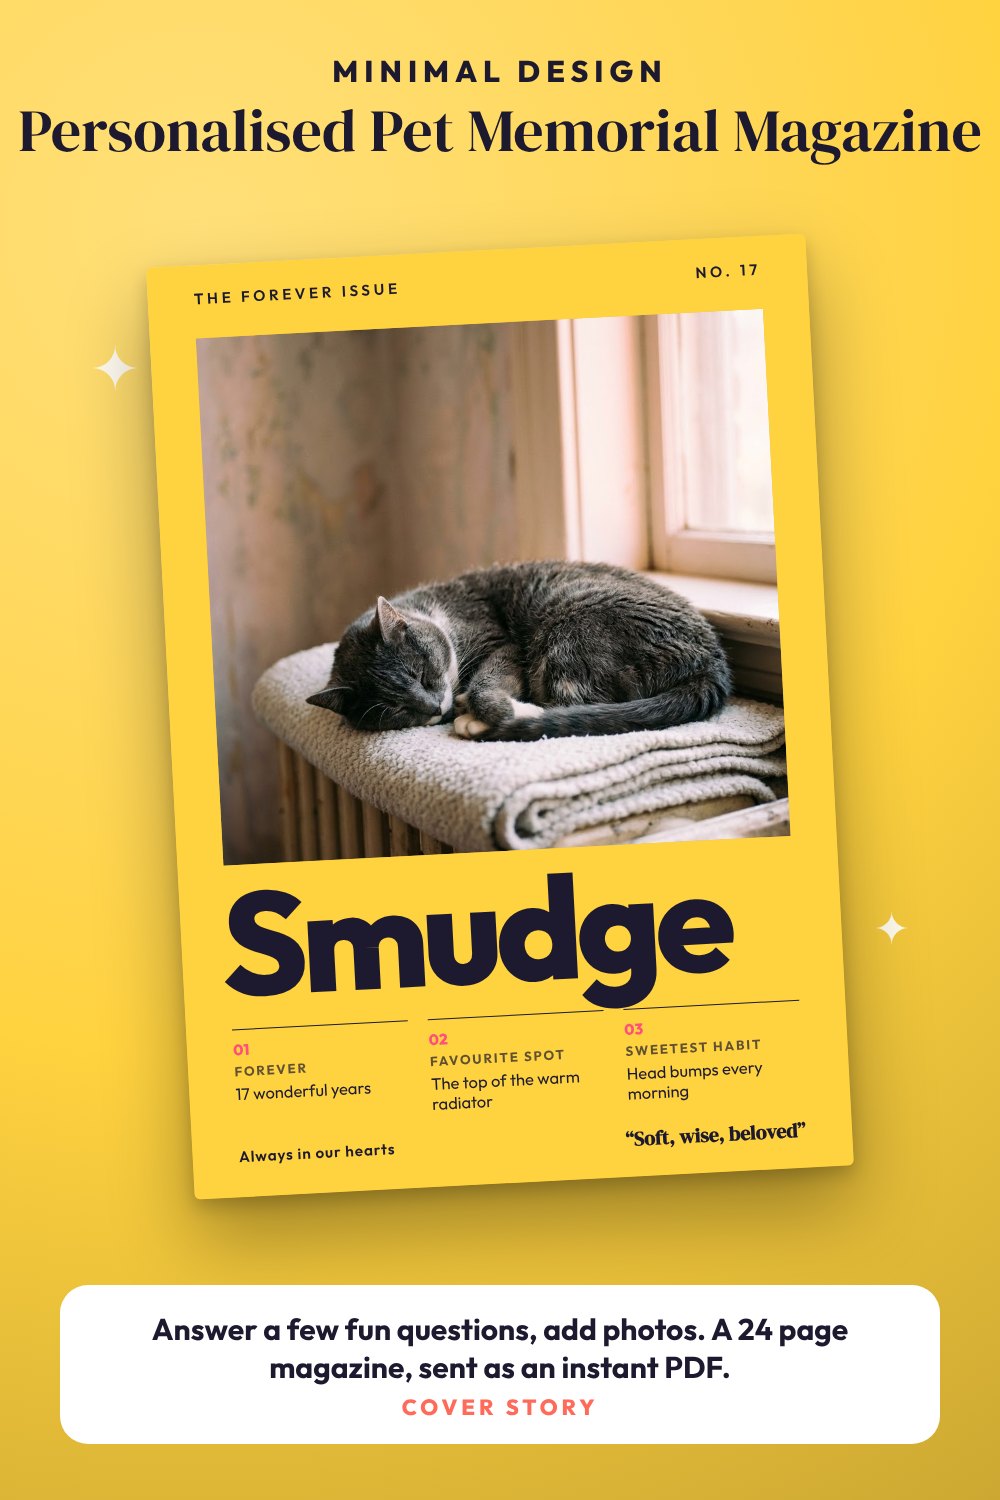 MINIMAL DESIGN
Personalised Pet Memorial Magazine
THE FOREVER ISSUE
NO. 17
Smudge
01
FOREVER
17 wonderful years
02
FAVOURITE SPOT
The top of the warm
radiator
03
SWEETEST HABIT
Head bumps every
morning
Always in our hearts
“Soft, wise, beloved”
Answer a few fun questions, add photos. A 24 page
magazine, sent as an instant PDF.
COVER STORY